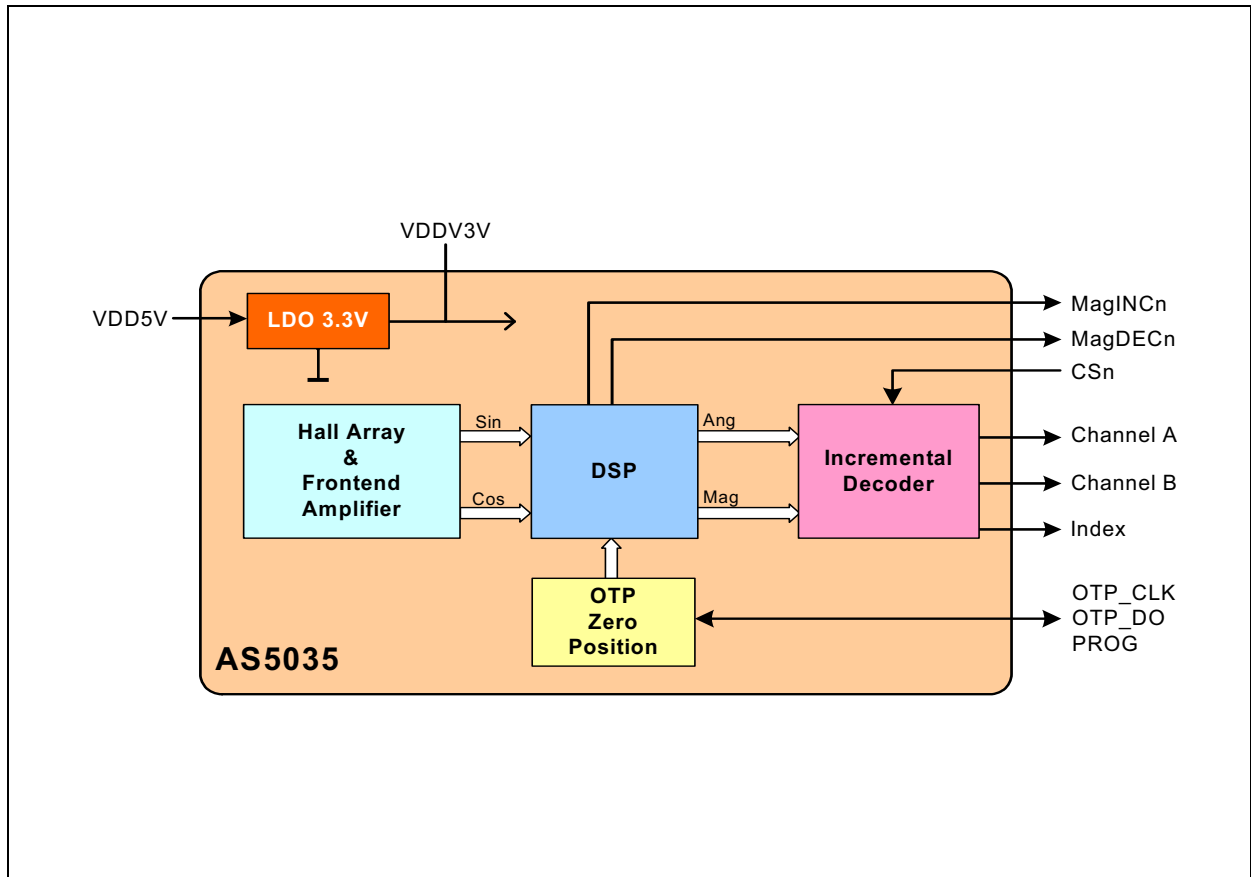 VDDV3V
VDD5V
LDO 3.3V
MagINCn
MagDECn
CSn
Hall Array
&
Frontend
Amplifier
Sin
Cos
DSP
Ang
Mag
Incremental
Decoder
Channel A
Channel B
Index
OTP
Zero
Position
OTP_CLK
OTP_DO
PROG
AS5035